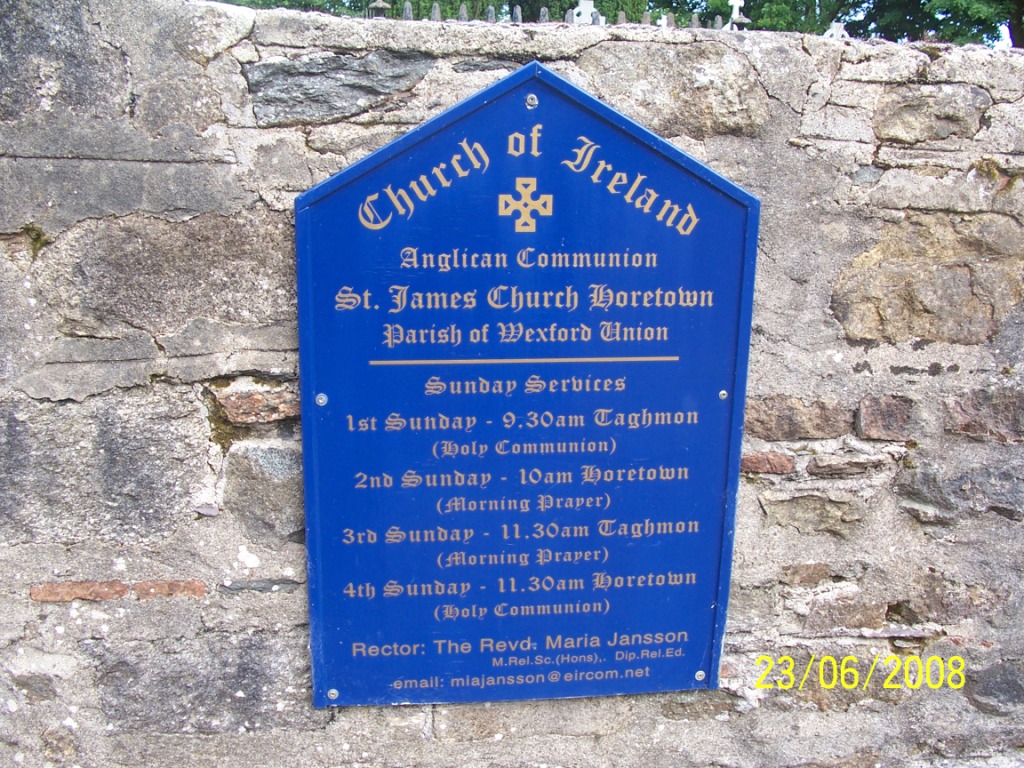 Church of Ireland
Anglican Communion
St. James Church Horetown
Parish of Wexford Union
Sunday Services
1st Sunday - 9.30am Taghmon
(Holy Communion)
2nd Sunday - 10am Horetown
(Morning Prayer)
3rd Sunday - 11.30am Taghmon
(Morning Prayer)
4th Sunday - 11.30am Horetown
(Holy Communion)
Rector: The Revd. Maria Jansson
M.Rel.Sc.(Hons),. Dip.Rel.Ed.
email: miajansson@eircom.net
23/06/2008